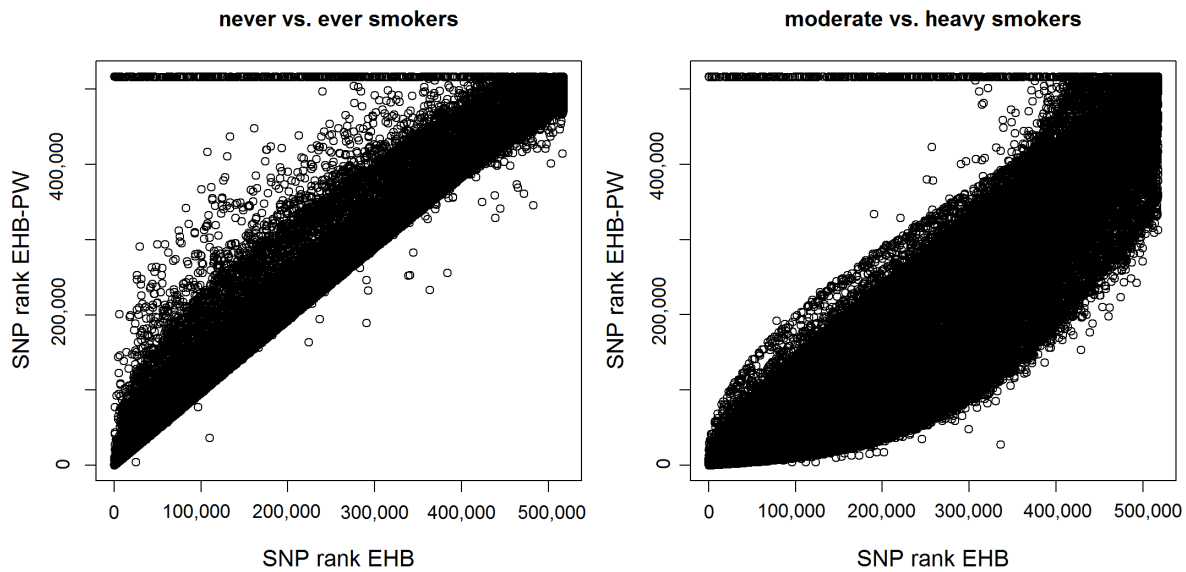 never vs. ever smokers
SNP rank EHB-PW
400,000
200,000
0
0 100,000 200,000 300,000 400,000 500,000
SNP rank EHB
moderate vs. heavy smokers
SNP rank EHB-PW
400,000
200,000
0
0 100,000 200,000 300,000 400,000 500,000
SNP rank EHB